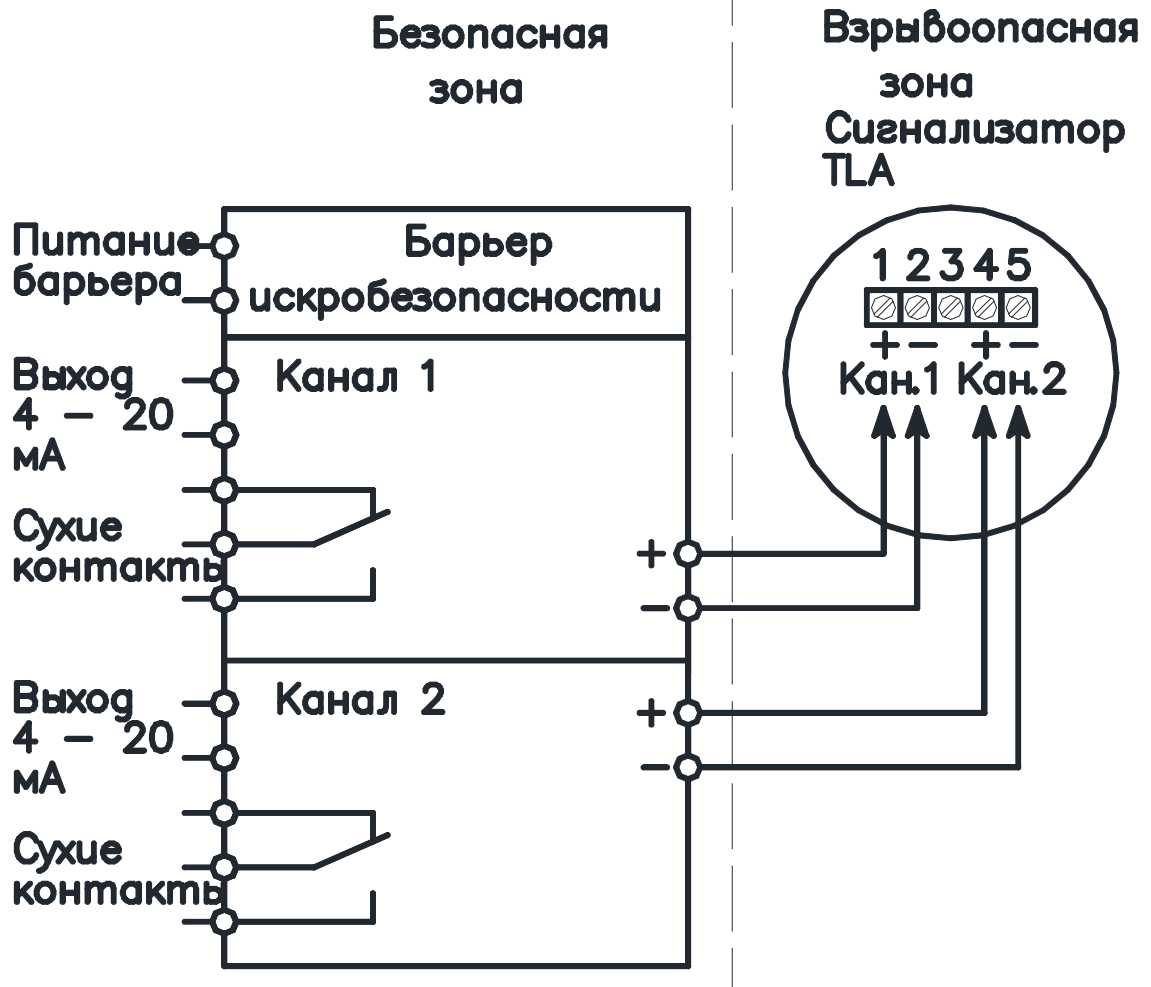 Безопасная
зона
Взрывоопасная
зона
Сигнализатор
TLA
Питание
барьера
Барьер
искробезопасности
1 2 3 4 5
+ − + −
Кан.1 Кан.2
Выход
4 − 20
мА
Канал 1
Сухие
контакты
+
−
Выход
4 − 20
мА
Канал 2
+
−
Сухие
контакты